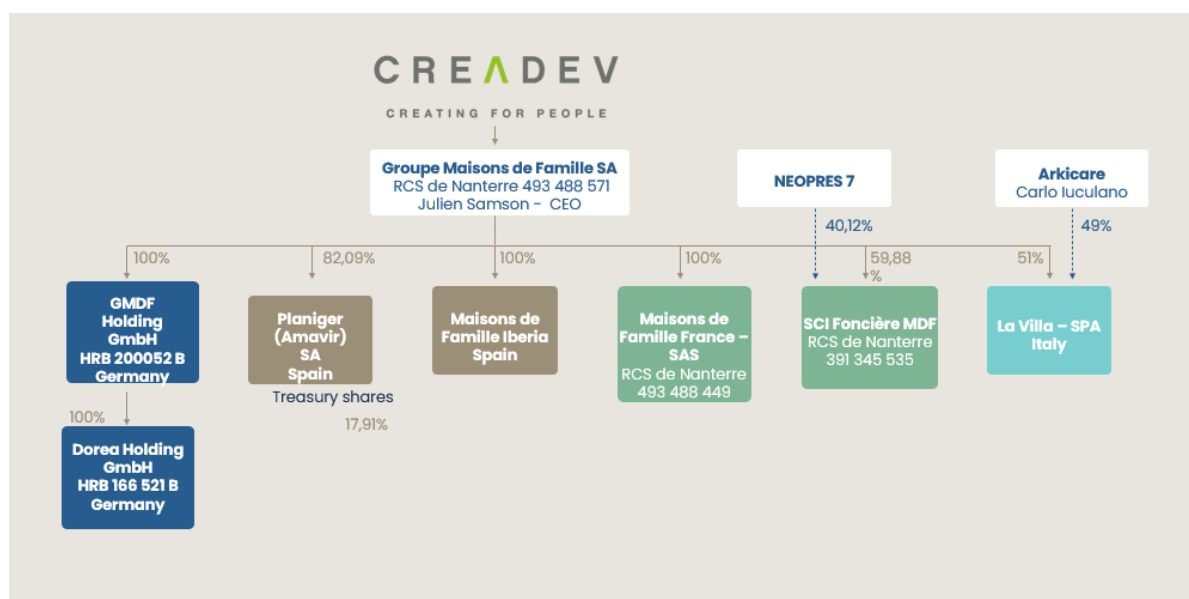 CREADEV
CREATING FOR PEOPLE
Groupe Maisons de Famille SA
RCS de Nanterre 493 488 571
Julien Samson - CEO
NEOPRES 7
Arkicare
Carlo Iuculano
40,12%
49%
100%
82,09%
100%
100%
59,88
%
51%
GMDF
Holding
GmbH
HRB 200052 B
Germany
Planiger
(Amavir)
SA
Spain
Maisons de
Famille Iberia
Spain
Maisons de
Famille France –
SAS
RCS de Nanterre
493 488 449
SCI Foncière MDF
RCS de Nanterre
391 345 535
La Villa – SPA
Italy
Treasury shares
17,91%
100%
Dorea Holding
GmbH
HRB 166 521 B
Germany